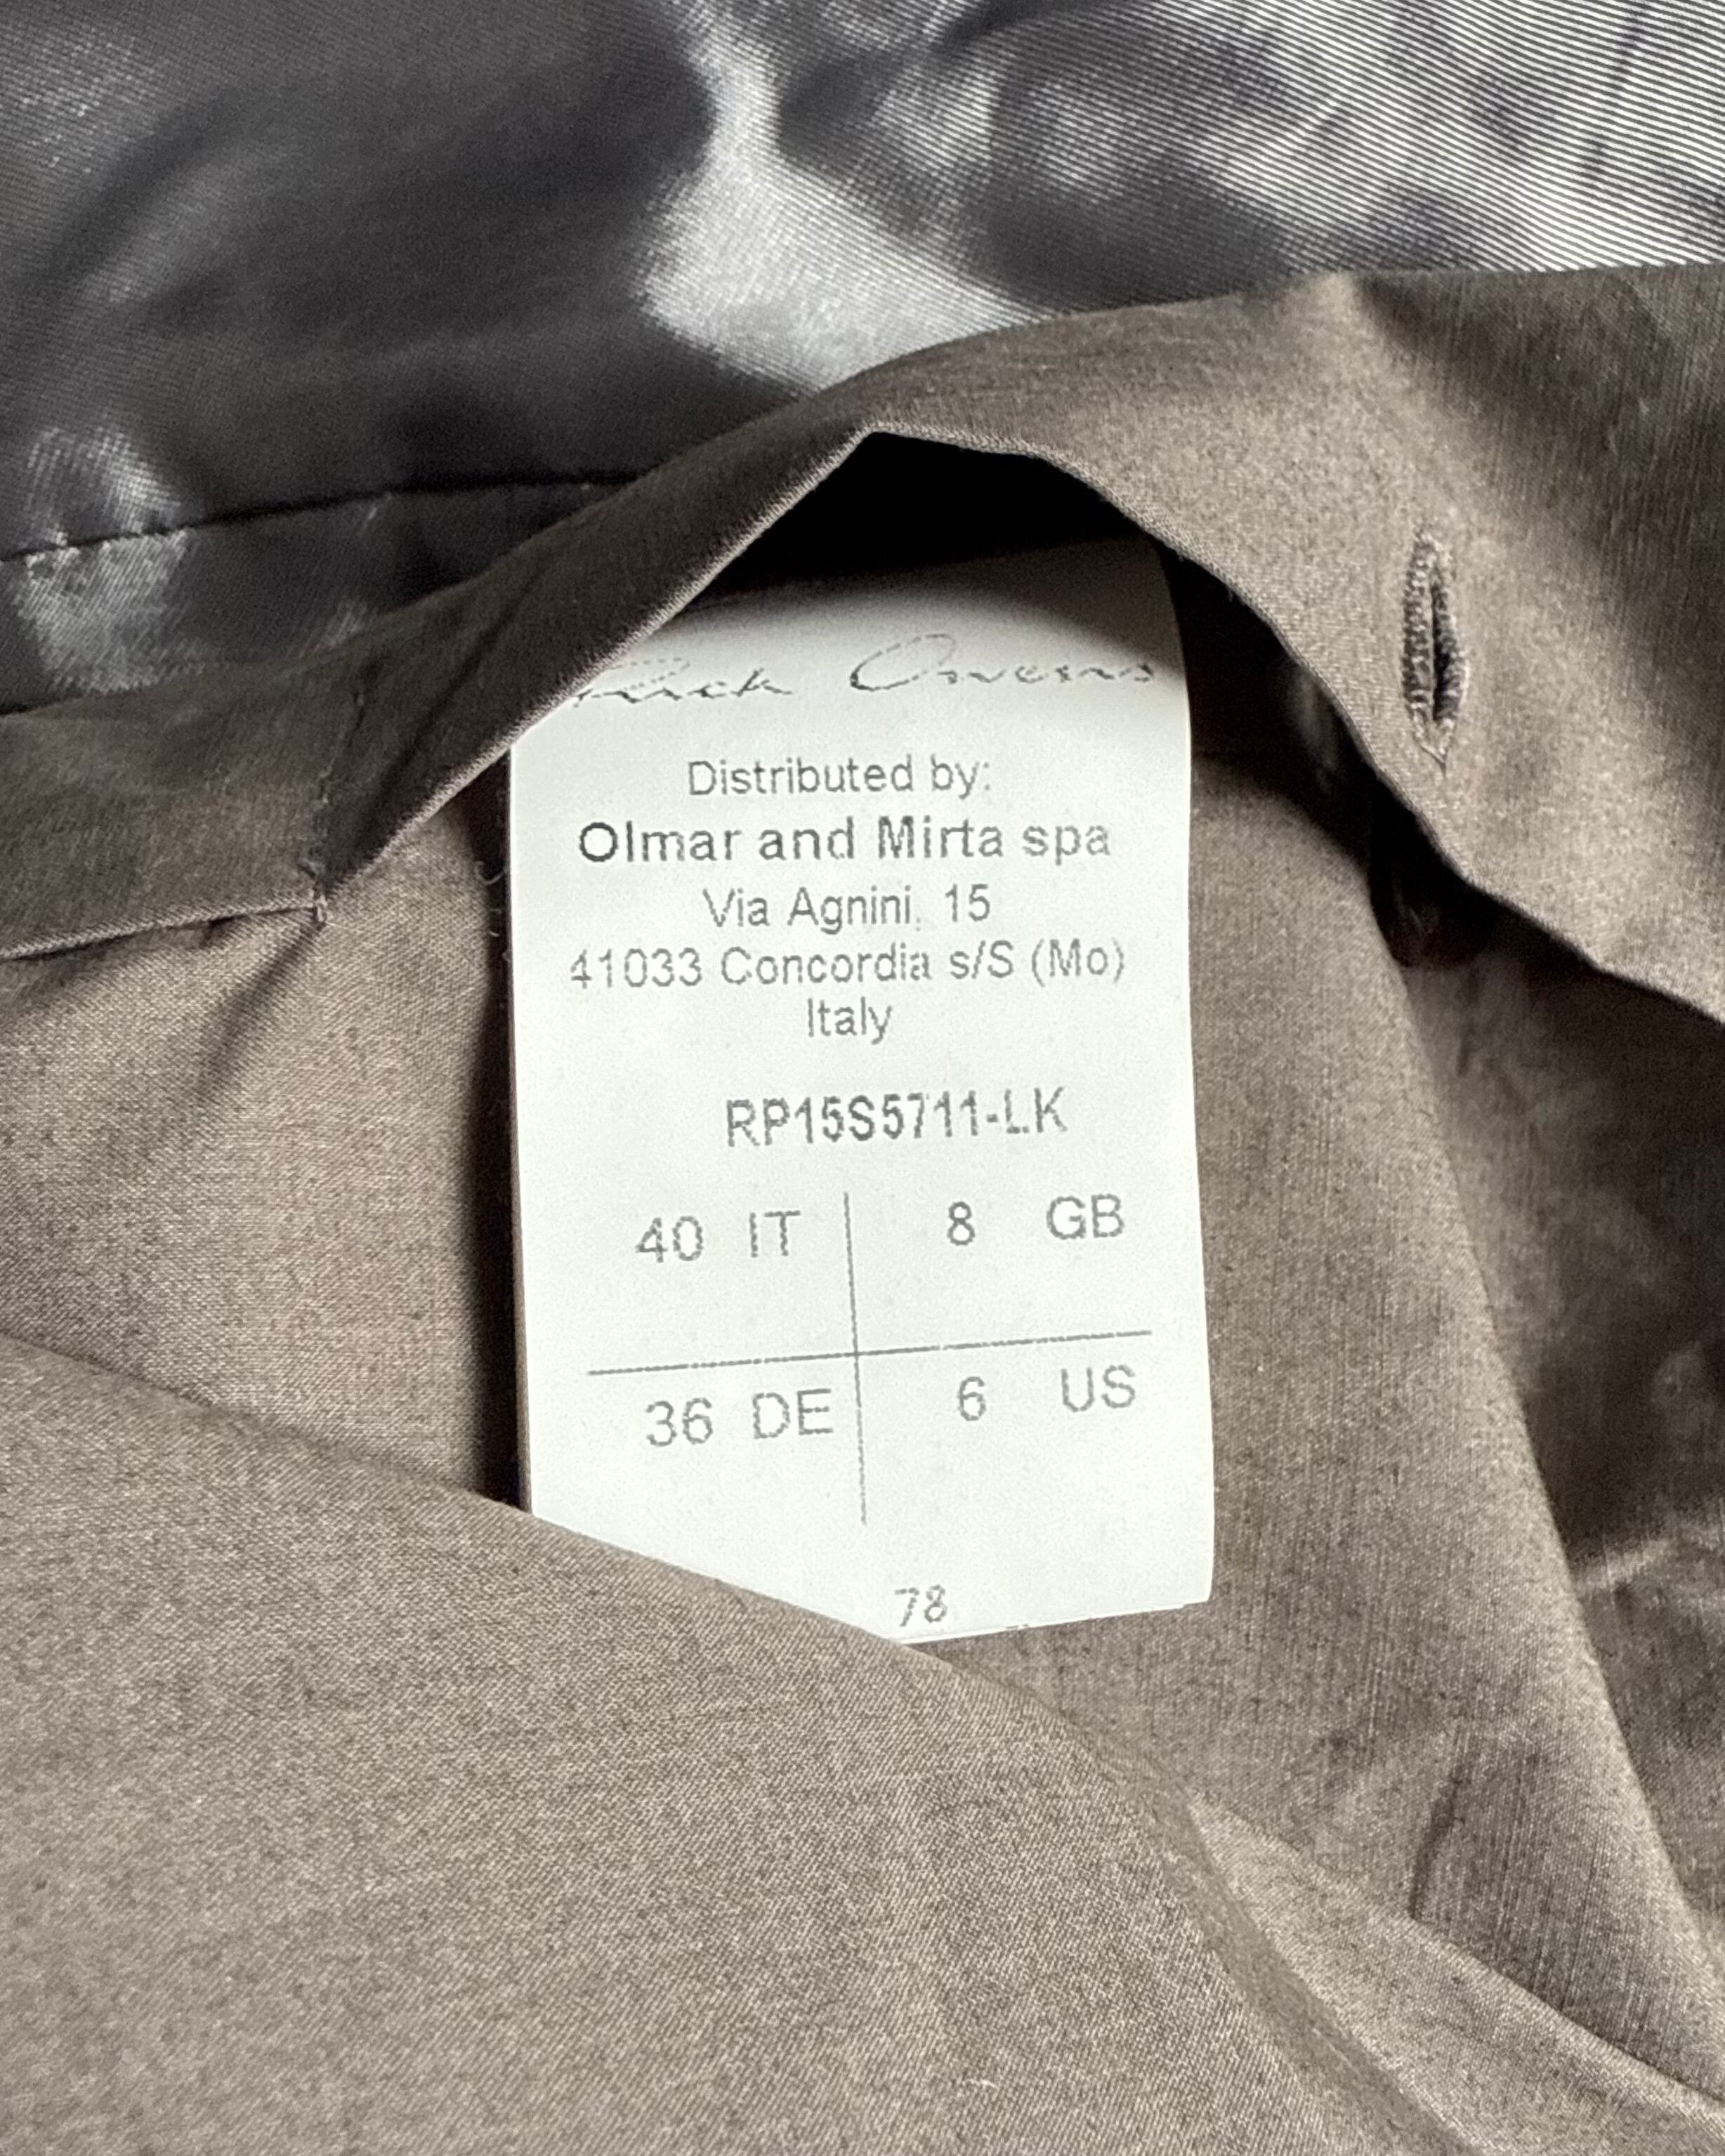 Rick Owens
Distributed by:
Olmar and Mirta spa
Via Agnini, 15
41033 Concordia s/S (Mo)
Italy
RP15S5711-LK
40 IT 8 GB
36 DE 6 US
78